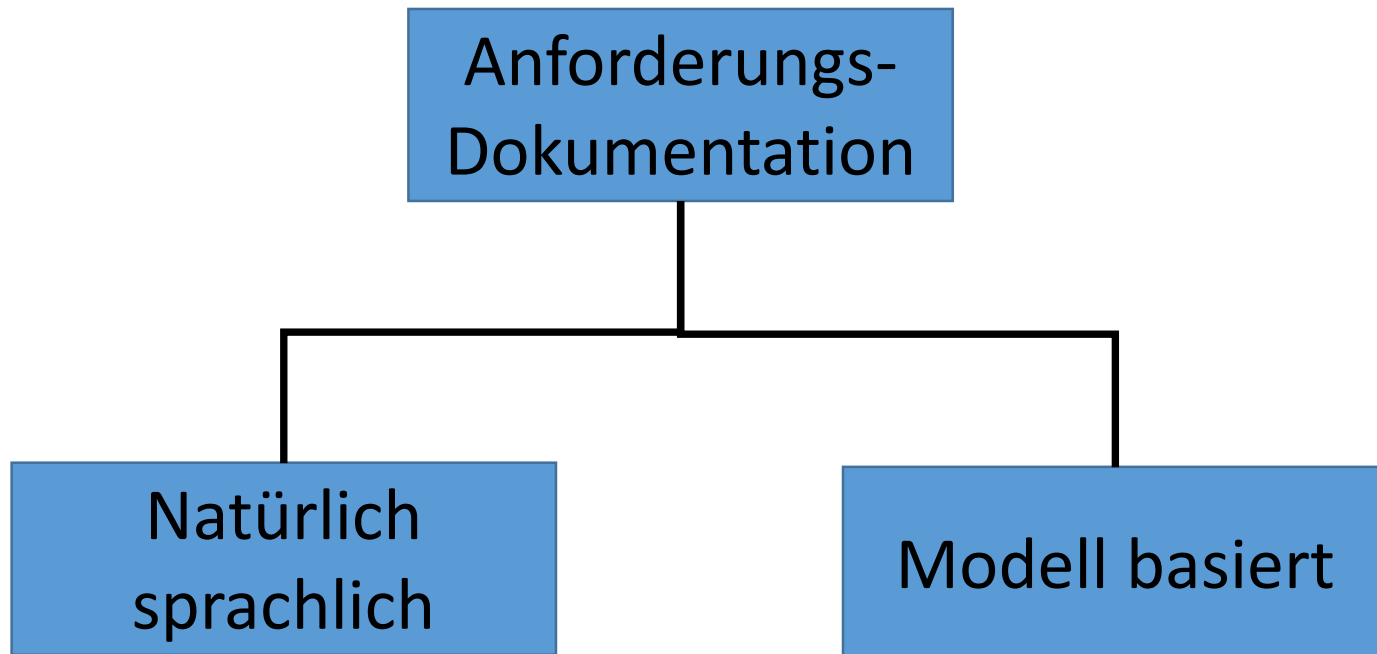 Anforderungs-
Dokumentation
Natürlich
sprachlich
Modell basiert